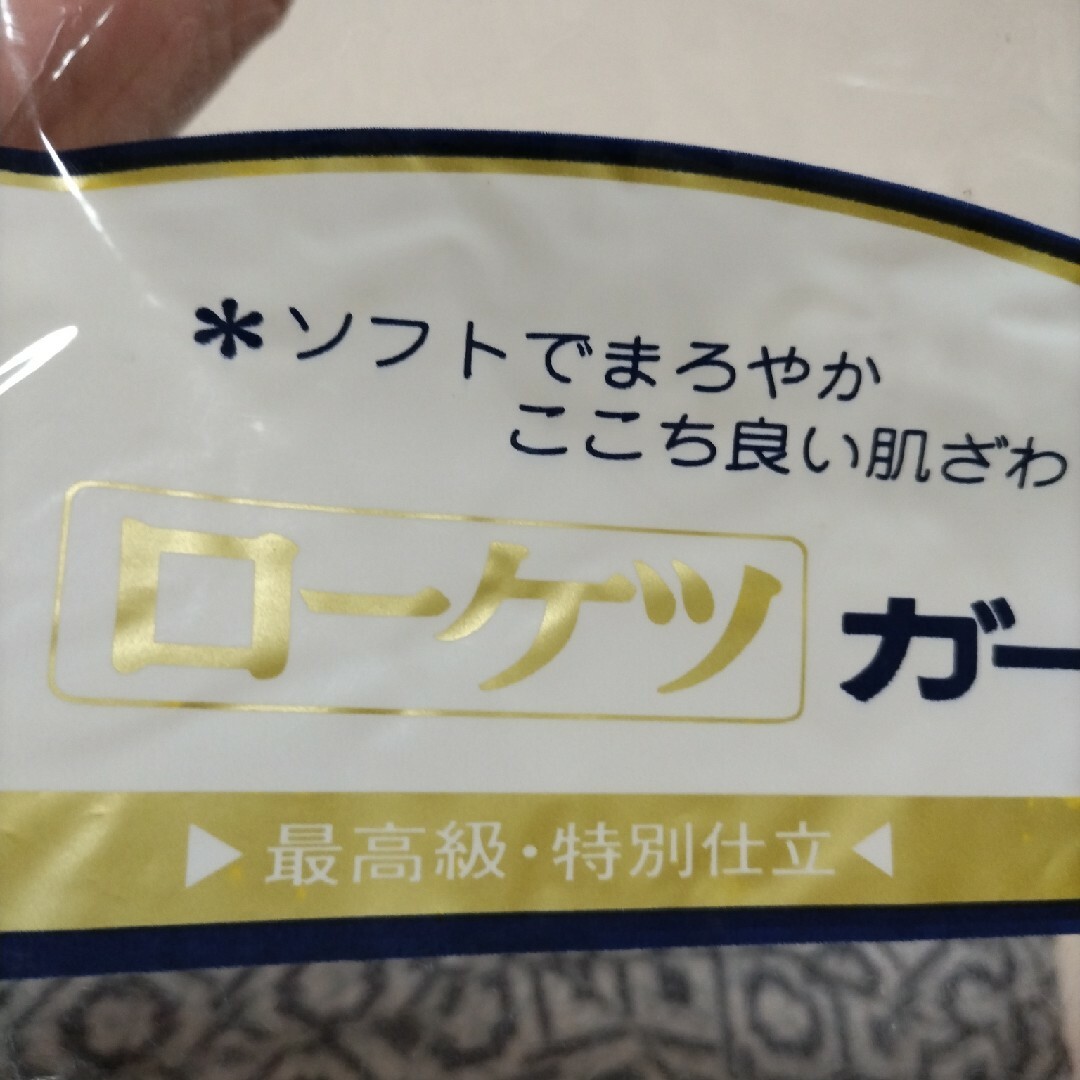 *ソフトでまろやか
ここち良い肌ざわ
ローケツ ガー
▶最高級・特別仕立◀